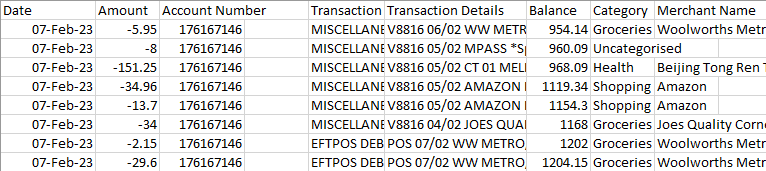 Date Amount Account Number Transaction Transaction Details Balance Category Merchant Name
07-Feb-23 -5.95 176167146 MISCELLANE V8816 06/02 WW METRO 954.14 Groceries Woolworths Metr
07-Feb-23 -8 176167146 MISCELLANE V8816 05/02 MPASS *Sp 960.09 Uncategorised
07-Feb-23 -151.25 176167146 MISCELLANE V8816 05/02 CT 01 MEL 968.09 Health Beijing Tong Ren T
07-Feb-23 -34.96 176167146 MISCELLANE V8816 05/02 AMAZON 1119.34 Shopping Amazon
07-Feb-23 -13.7 176167146 MISCELLANE V8816 05/02 AMAZON 1154.3 Shopping Amazon
07-Feb-23 -34 176167146 MISCELLANE V8816 04/02 JOES QUA 1168 Groceries Joes Quality Corne
07-Feb-23 -2.15 176167146 EFTPOS DEB POS 07/02 WW METRO, 1202 Groceries Woolworths Metr
07-Feb-23 -29.6 176167146 EFTPOS DEB POS 07/02 WW METRO, 1204.15 Groceries Woolworths Metr